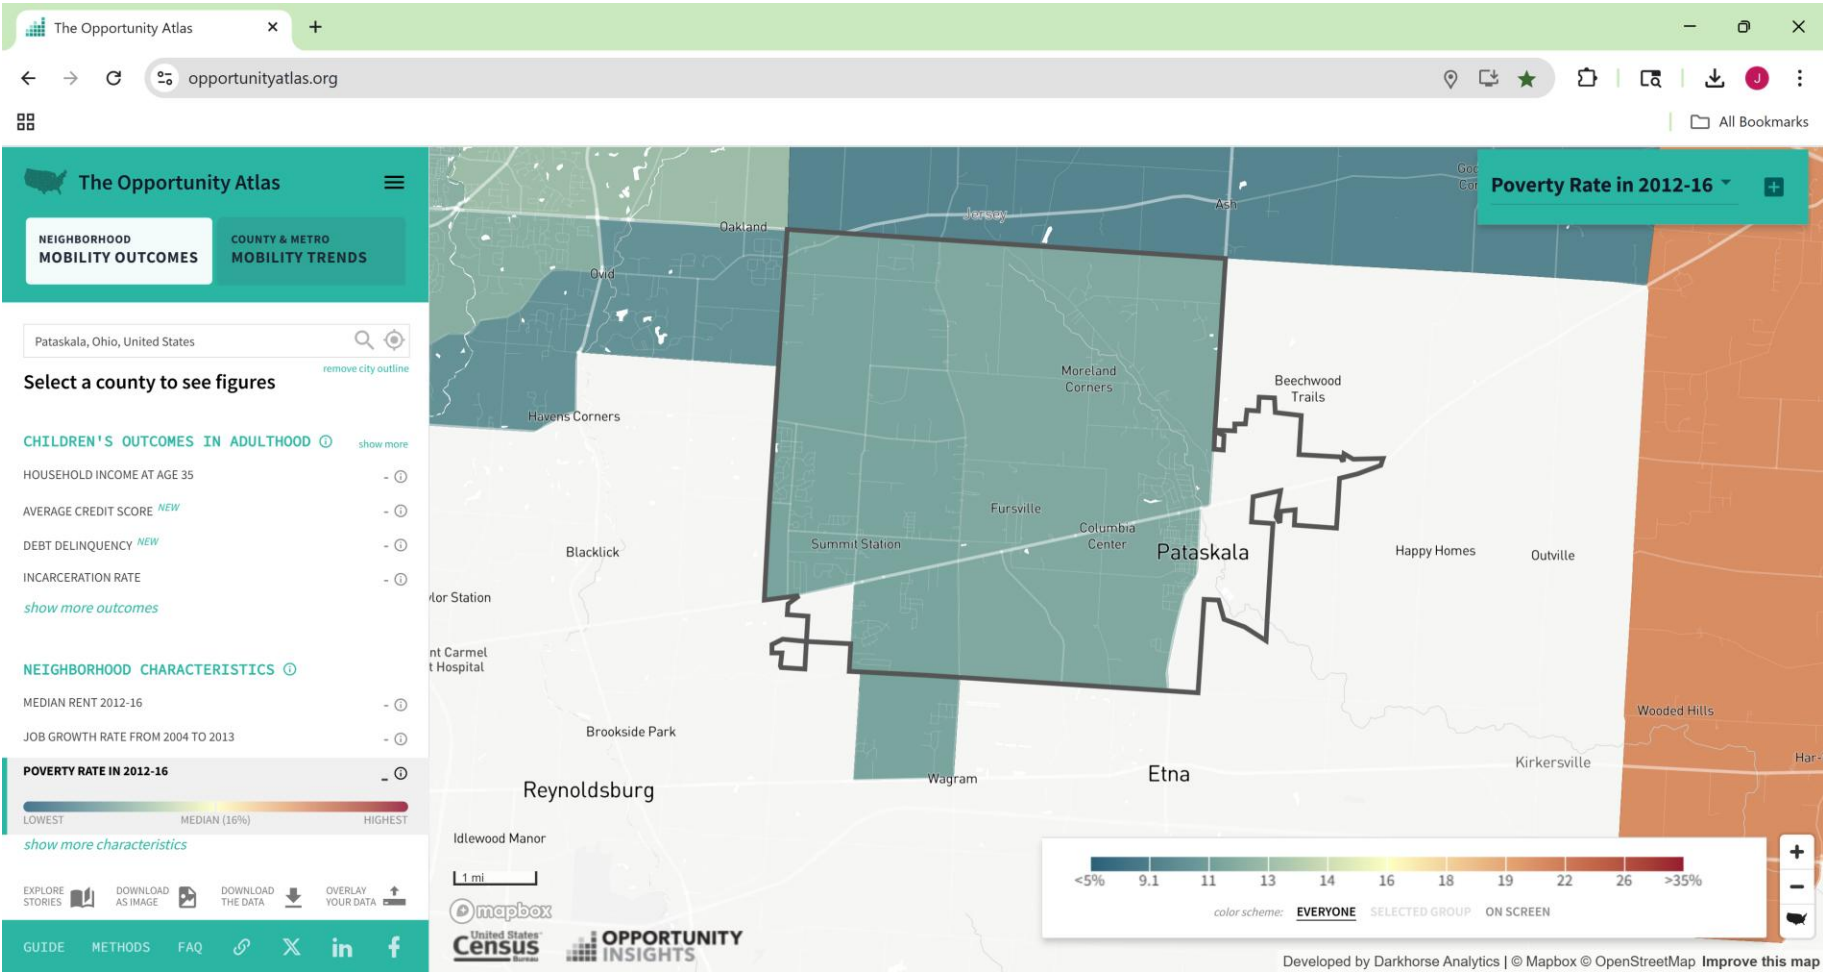 The Opportunity Atlas
opportunityatlas.org
J
All Bookmarks
The Opportunity Atlas
NEIGHBORHOOD
MOBILITY OUTCOMES
COUNTY & METRO
MOBILITY TRENDS
Pataskala, Ohio, United States
remove city outline
Select a county to see figures
CHILDREN'S OUTCOMES IN ADULTHOOD
show more
HOUSEHOLD INCOME AT AGE 35 -
AVERAGE CREDIT SCORE NEW -
DEBT DELINQUENCY NEW -
INCARCERATION RATE -
show more outcomes
NEIGHBORHOOD CHARACTERISTICS
MEDIAN RENT 2012-16 -
JOB GROWTH RATE FROM 2004 TO 2013 -
POVERTY RATE IN 2012-16 -
LOWEST MEDIAN (16%) HIGHEST
show more characteristics
EXPLORE
STORIES
DOWNLOAD
AS IMAGE
DOWNLOAD
THE DATA
OVERLAY
YOUR DATA
GUIDE METHODS FAQ
Poverty Rate in 2012-16
Oakland
Jersey
Ash
Ovid
Moreland
Corners
Beechwood
Trails
Havens Corners
Fursville
Columbia
Center
Summit Station
Blacklick
Pataskala
Happy Homes
Outville
lor Station
nt Carmel
t Hospital
Brookside Park
Wooded Hills
Har-
Kirkersville
Wagram
Etna
Reynoldsburg
Idlewood Manor
1 mi
mapbox
United States
Census
Bureau
OPPORTUNITY
INSIGHTS
<5% 9.1 11 13 14 16 18 19 22 26 >35%
color scheme: EVERYONE SELECTED GROUP ON SCREEN
Developed by Darkhorse Analytics | © Mapbox © OpenStreetMap Improve this map